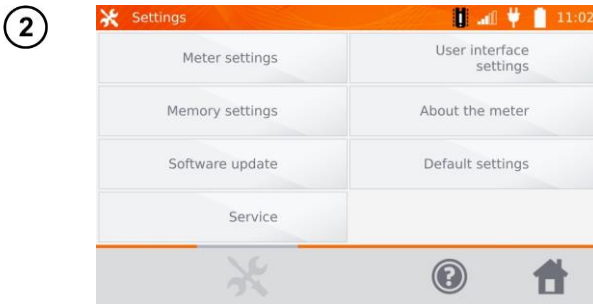 2
Settings
11:02
Meter settings
User interface
settings
Memory settings
About the meter
Software update
Default settings
Service
?